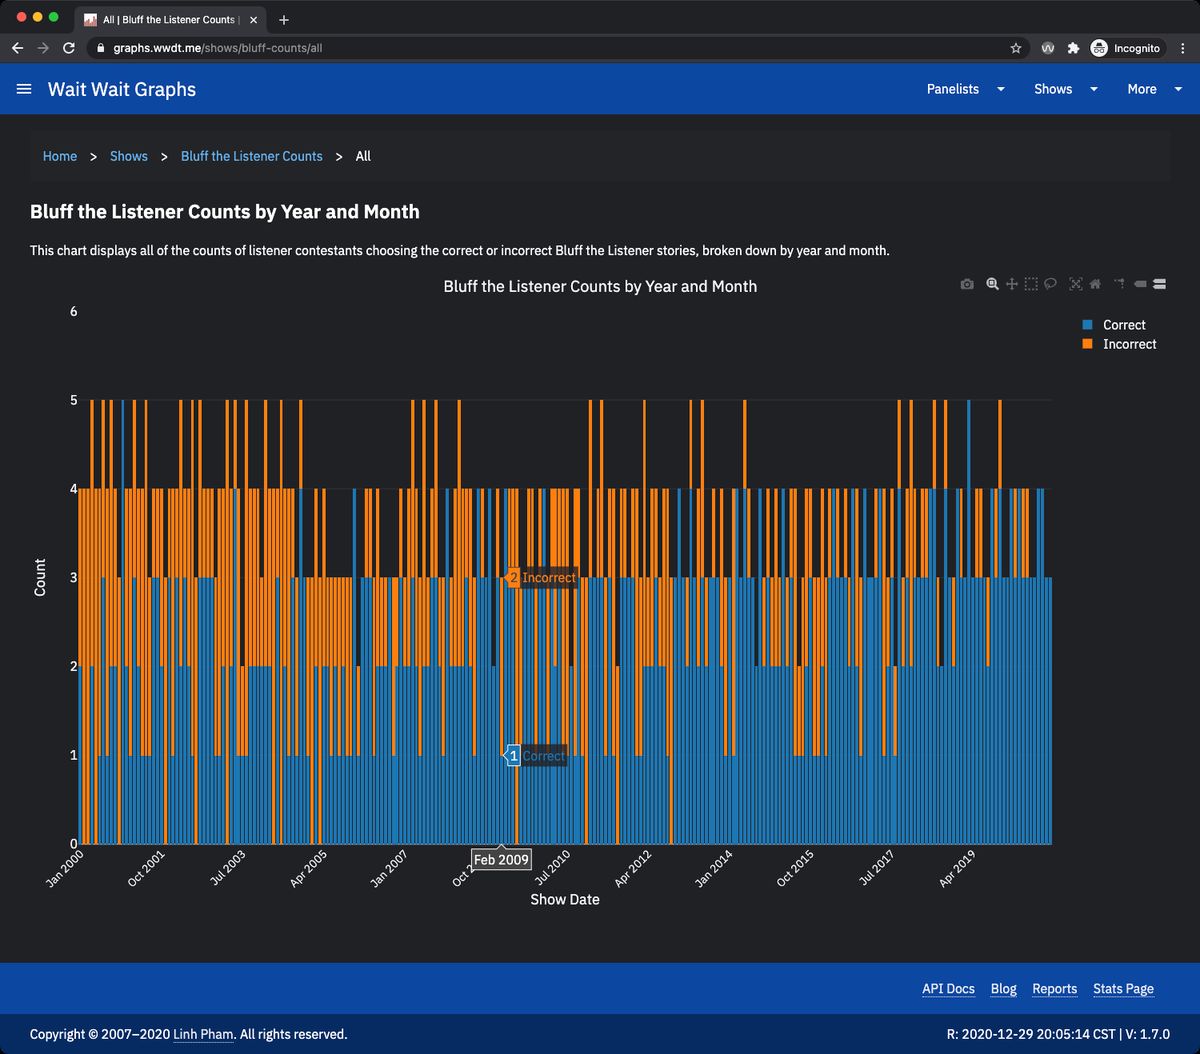 All | Bluff the Listener Counts |
graphs.wwdt.me/shows/bluff-counts/all
Incognito
Wait Wait Graphs
Panelists
Shows
More
Home > Shows > Bluff the Listener Counts > All
Bluff the Listener Counts by Year and Month
This chart displays all of the counts of listener contestants choosing the correct or incorrect Bluff the Listener stories, broken down by year and month.
Bluff the Listener Counts by Year and Month
Correct
Incorrect
6
5
4
3
2
1
0
Count
2 Incorrect
1 Correct
Jan 2000
Oct 2001
Jul 2003
Apr 2005
Jan 2007
Oct 2
Feb 2009
Jul 2010
Apr 2012
Jan 2014
Oct 2015
Jul 2017
Apr 2019
Show Date
API Docs
Blog
Reports
Stats Page
Copyright © 2007–2020 Linh Pham. All rights reserved.
R: 2020-12-29 20:05:14 CST | V: 1.7.0